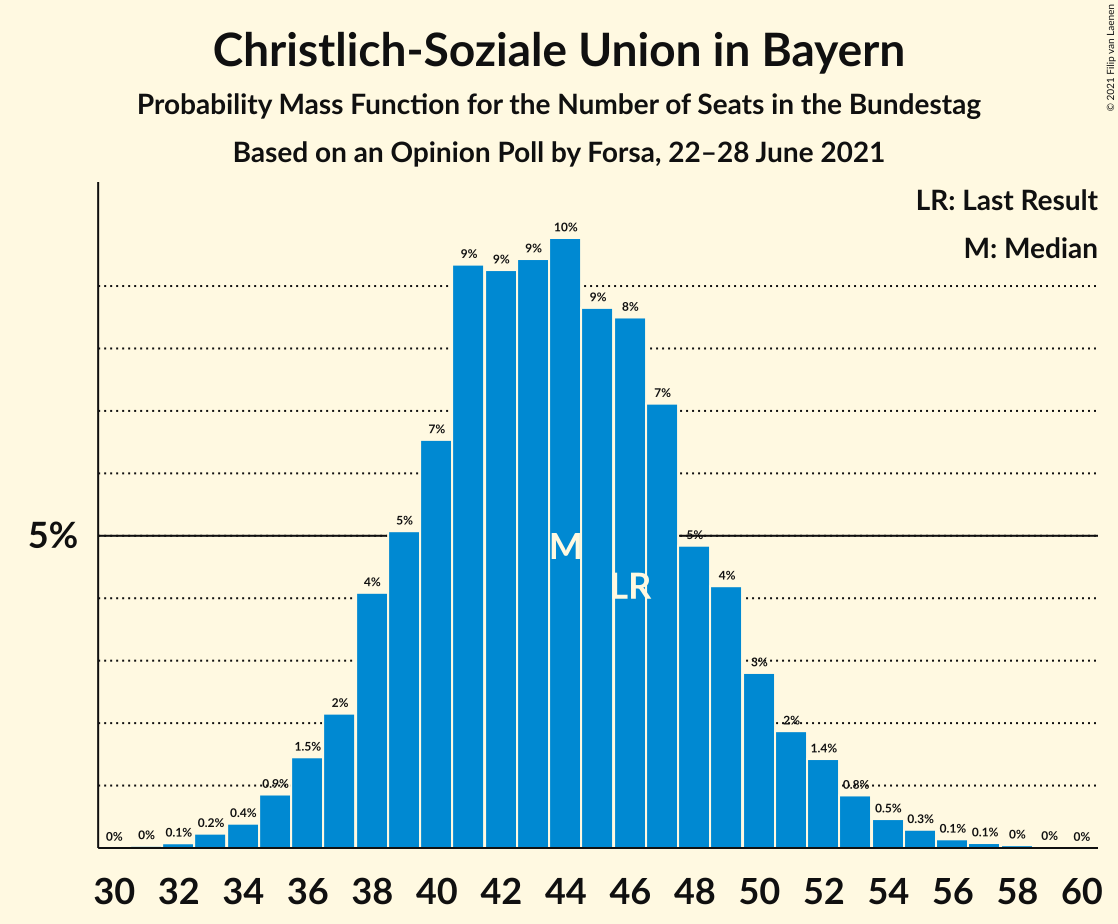 Christlich-Soziale Union in Bayern
Probability Mass Function for the Number of Seats in the Bundestag
Based on an Opinion Poll by Forsa, 22–28 June 2021
© 2021 Filip van Laenen
LR: Last Result
M: Median
5%
0% 0% 0.1% 0.2% 0.4% 0.9% 1.5% 2% 4% 5% 7% 9% 9% 9% 10% 9% 8% 7% 5% 4% 3% 2% 1.4% 0.8% 0.5% 0.3% 0.1% 0.1% 0% 0% 0%
M
LR
30 32 34 36 38 40 42 44 46 48 50 52 54 56 58 60